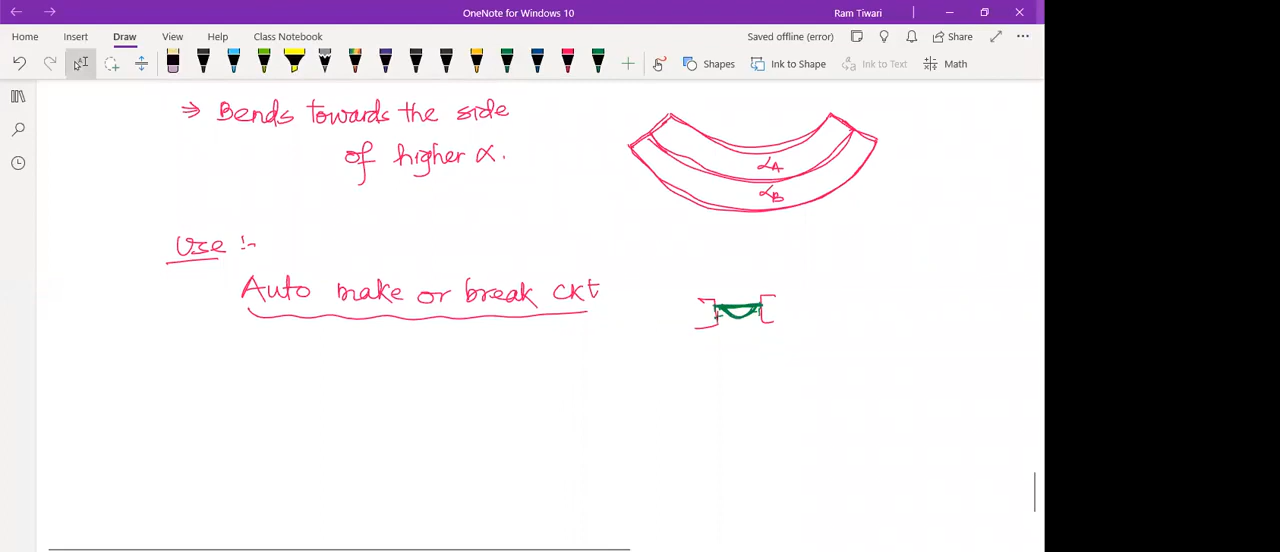 OneNote for Windows 10
Ram Tiwari
Home
Insert
Draw
View
Help
Class Notebook
Saved offline (error)
Share
Shapes
Ink to Shape
Ink to Text
Math
⇒ Bends towards the side
of higher α.
αA
αB
Use :-
Auto make or break ckt